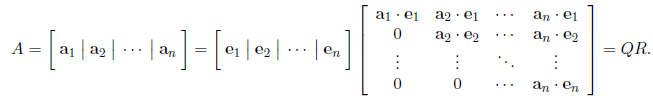 A = [ a₁ | a₂ | ⋯ | aₙ ] = [ e₁ | e₂ | ⋯ | eₙ ] [ a₁ · e₁ a₂ · e₁ ⋯ aₙ · e₁
0 a₂ · e₂ ⋯ aₙ · e₂
⋮ ⋮ ⋱ ⋮
0 0 ⋯ aₙ · eₙ ] = QR.